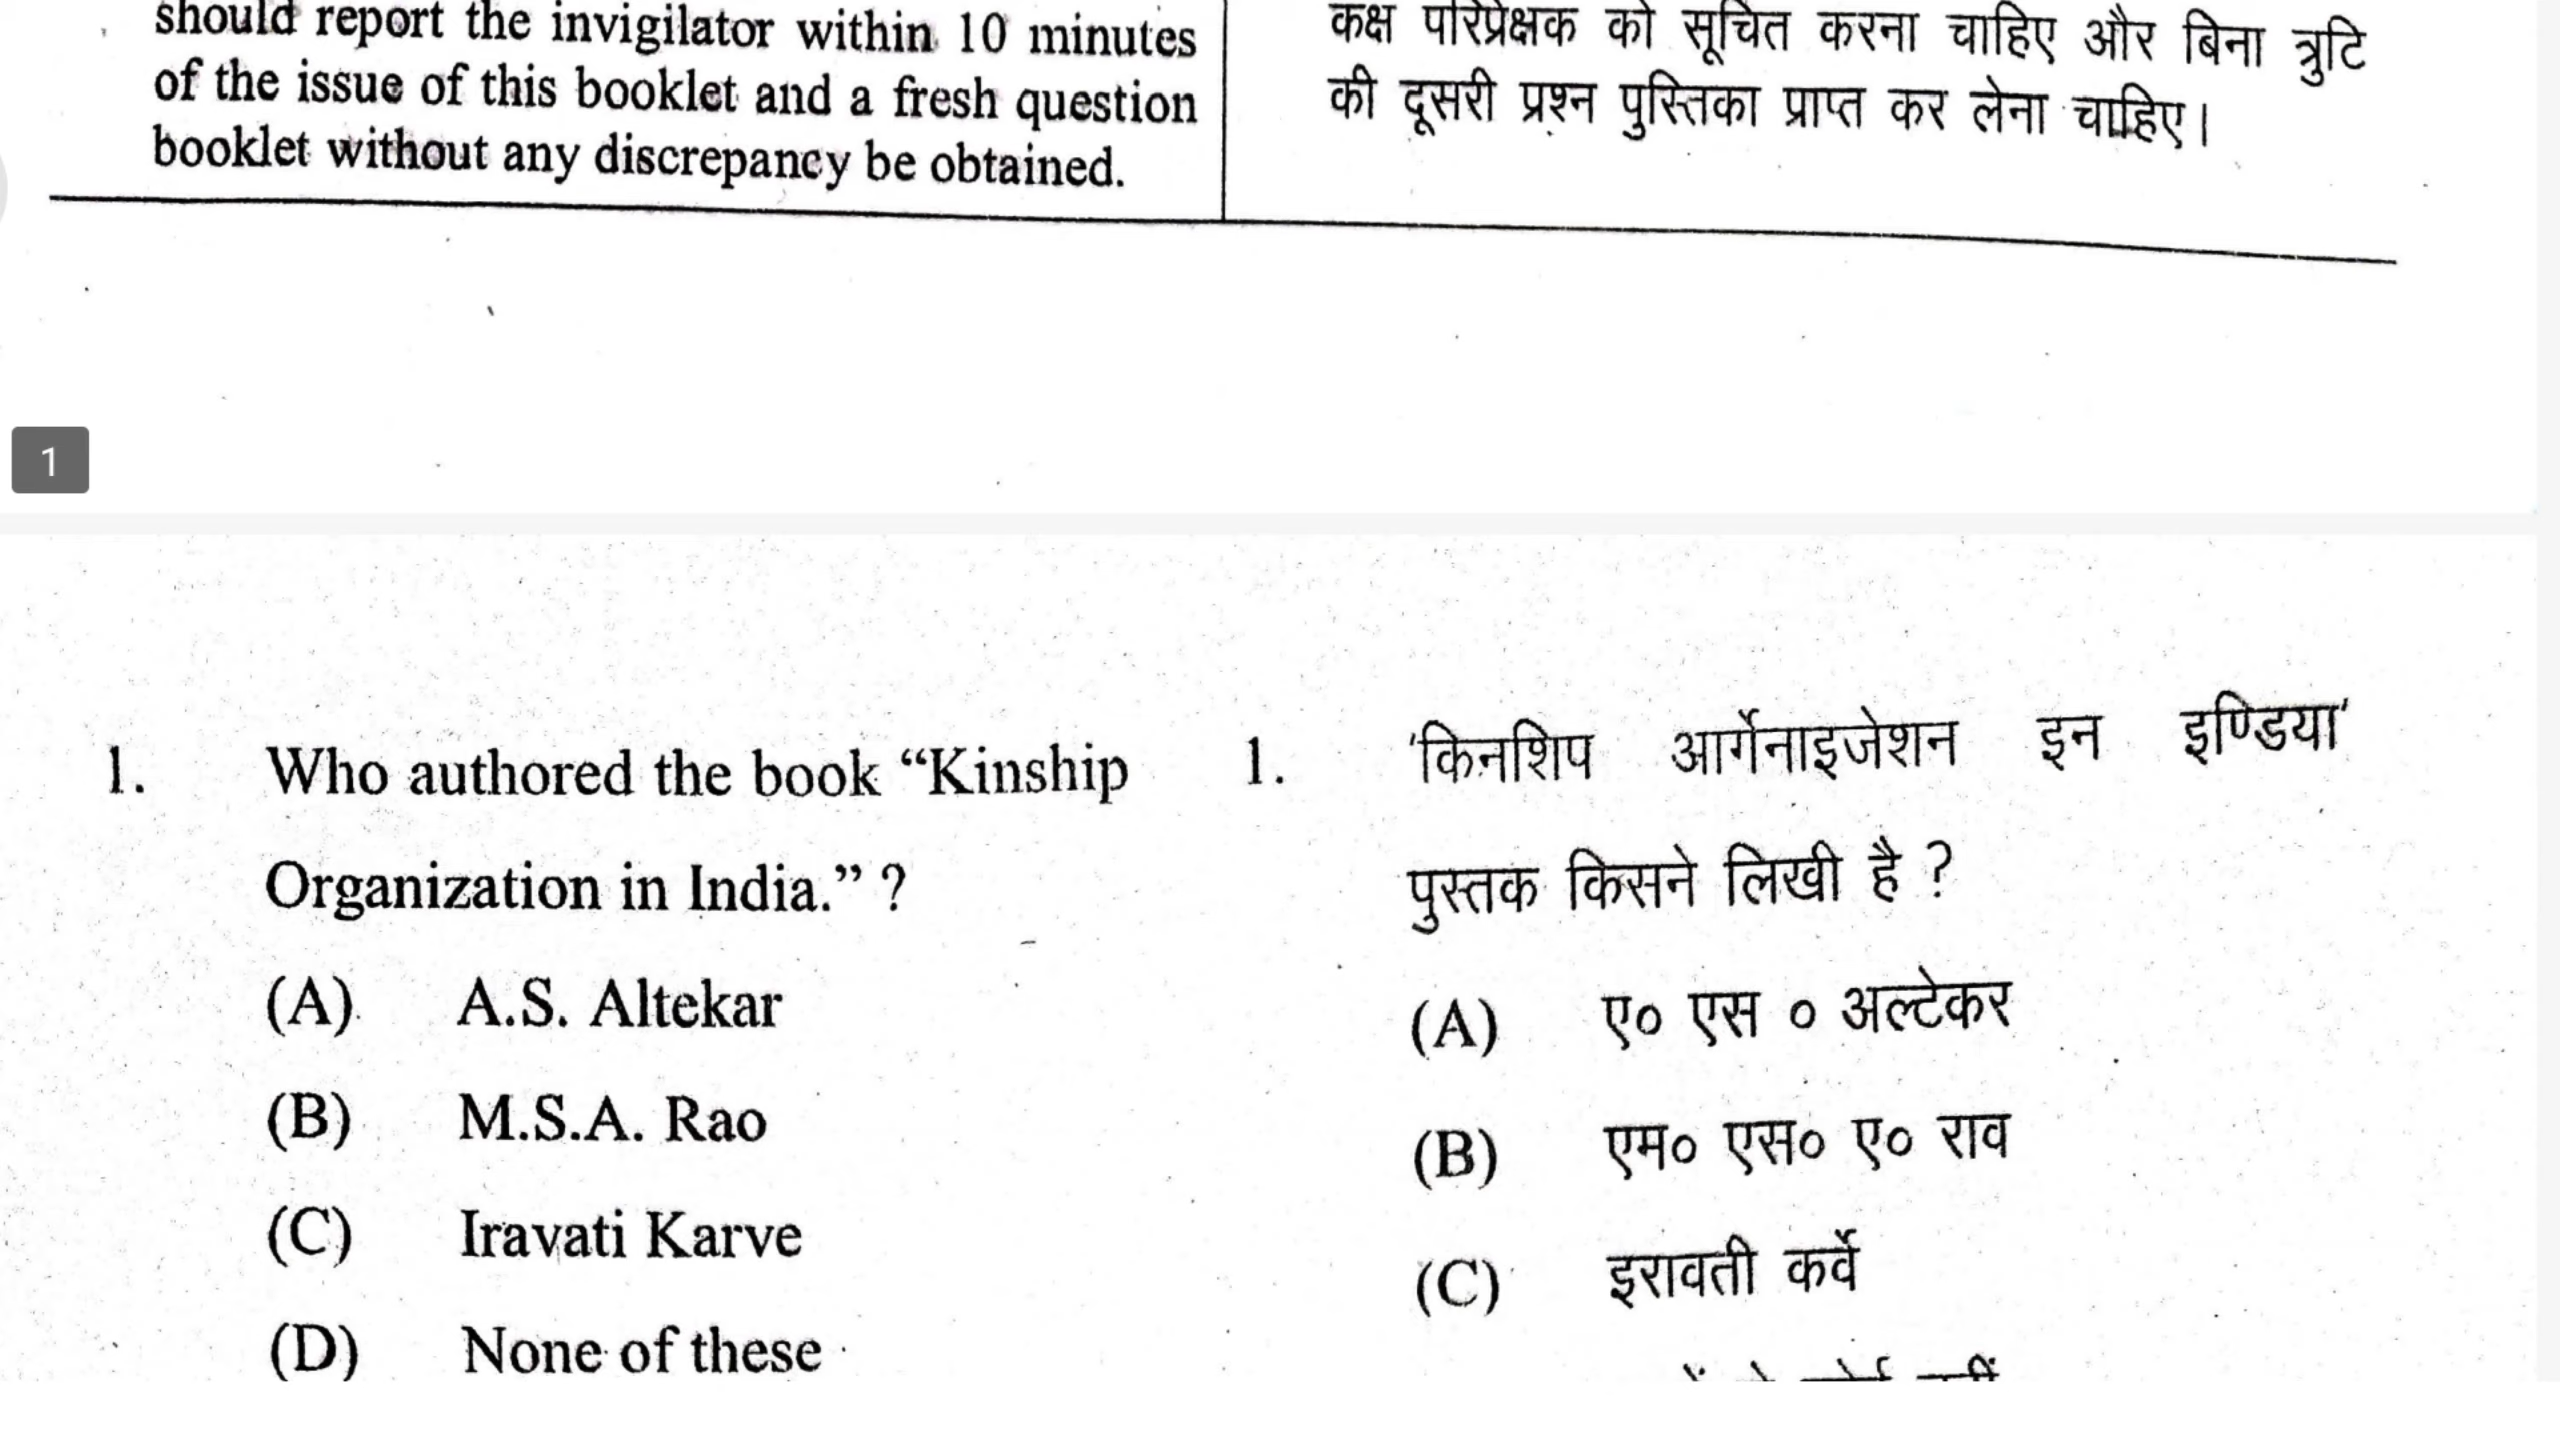 should report the invigilator within 10 minutes
of the issue of this booklet and a fresh question
booklet without any discrepancy be obtained.
कक्ष परिप्रेक्षक को सूचित करना चाहिए और बिना त्रुटि
की दूसरी प्रश्न पुस्तिका प्राप्त कर लेना चाहिए।
1
1. Who authored the book “Kinship
Organization in India.” ?
(A) A.S. Altekar
(B) M.S.A. Rao
(C) Iravati Karve
(D) None of these
1. 'किनशिप आर्गेनाइजेशन इन इण्डिया'
पुस्तक किसने लिखी है ?
(A) ए० एस ० अल्टेकर
(B) एम० एस० ए० राव
(C) इरावती कर्वे